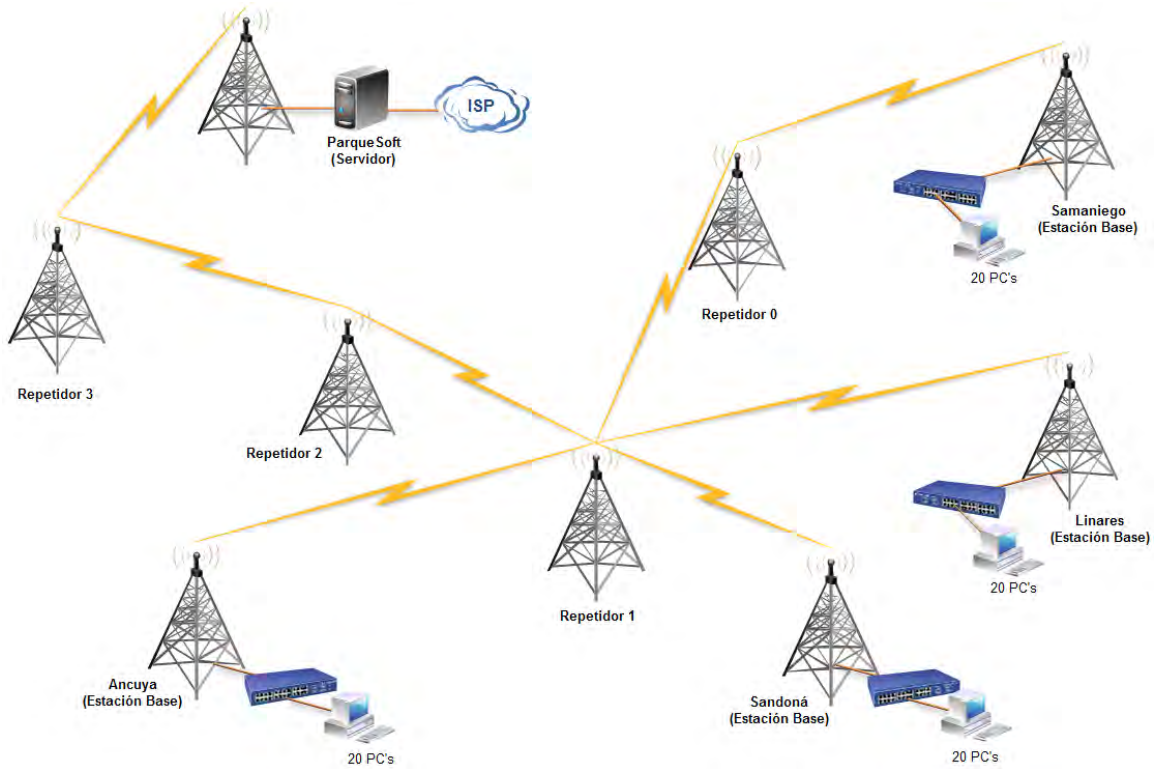 ISP
ParqueSoft
(Servidor)
Samaniego
(Estación Base)
20 PC's
Repetidor 0
Repetidor 3
Repetidor 2
Linares
(Estación Base)
20 PC's
Repetidor 1
Ancuya
(Estación Base)
20 PC's
Sandoná
(Estación Base)
20 PC's